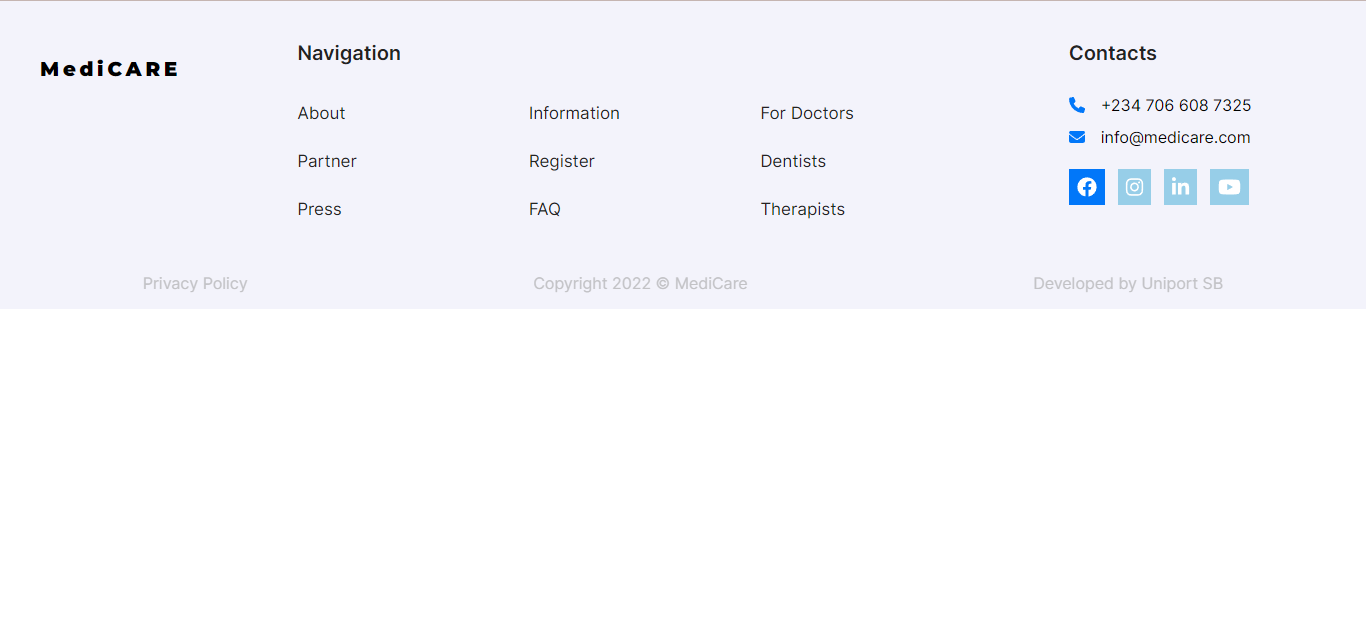 MediCARE
Navigation
About
Partner
Press
Information
Register
FAQ
For Doctors
Dentists
Therapists
Contacts
+234 706 608 7325
info@medicare.com
in
Privacy Policy
Copyright 2022 © MediCare
Developed by Uniport SB